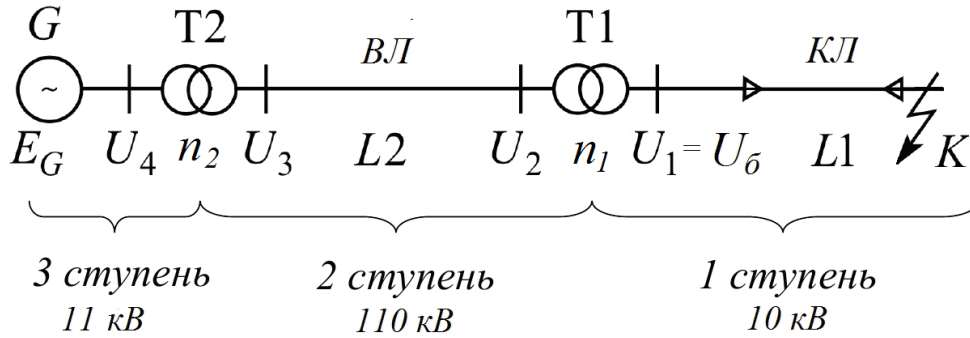 G T2 ВЛ T1 КЛ
~
E_G U_4 n_2 U_3 L2 U_2 n_1 U_1 = U_б L1 K
3 ступень 2 ступень 1 ступень
11 кВ 110 кВ 10 кВ